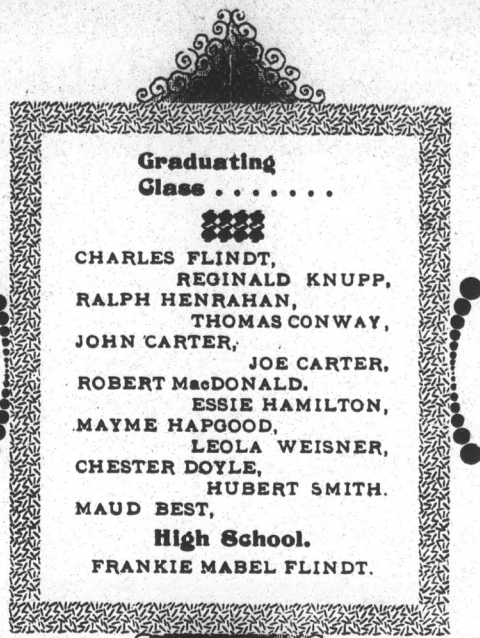 Graduating
Class . . . . . . .
CHARLES FLINDT,
REGINALD KNUPP,
RALPH HENRAHAN,
THOMAS CONWAY,
JOHN CARTER,
JOE CARTER,
ROBERT MacDONALD.
ESSIE HAMILTON,
MAYME HAPGOOD,
LEOLA WEISNER,
CHESTER DOYLE,
HUBERT SMITH.
MAUD BEST,
High School.
FRANKIE MABEL FLINDT.